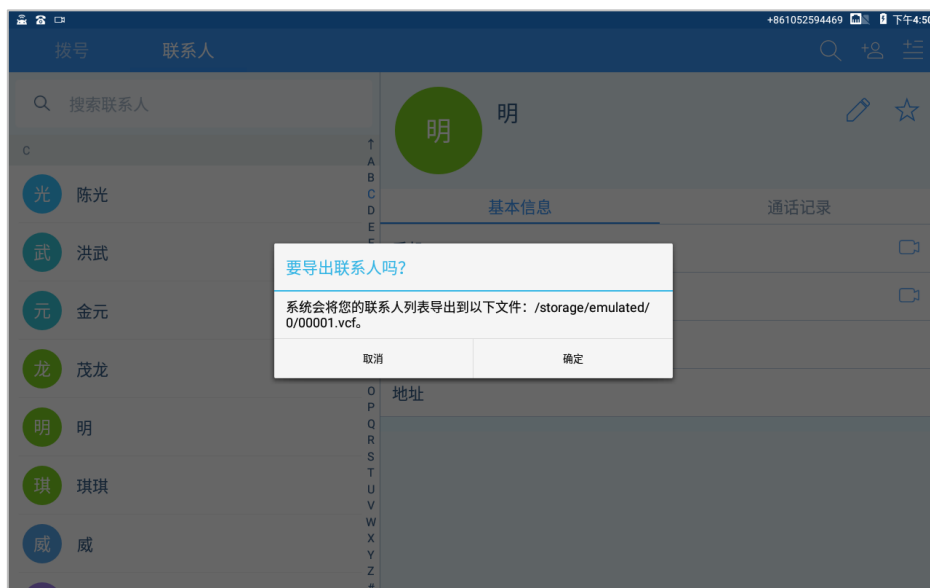 +861052594469 下午4:50
拨号 联系人
搜索联系人
明 明
C
↑
A
B
C
D
E
F
光 陈光
武 洪武
元 金元
龙 茂龙
明 明
琪 琪琪
威 威
基本信息 通话记录
要导出联系人吗?
系统会将您的联系人列表导出到以下文件:/storage/emulated/
0/00001.vcf。
取消 确定
地址
O
P
Q
R
S
T
U
V
W
X
Y
Z
#